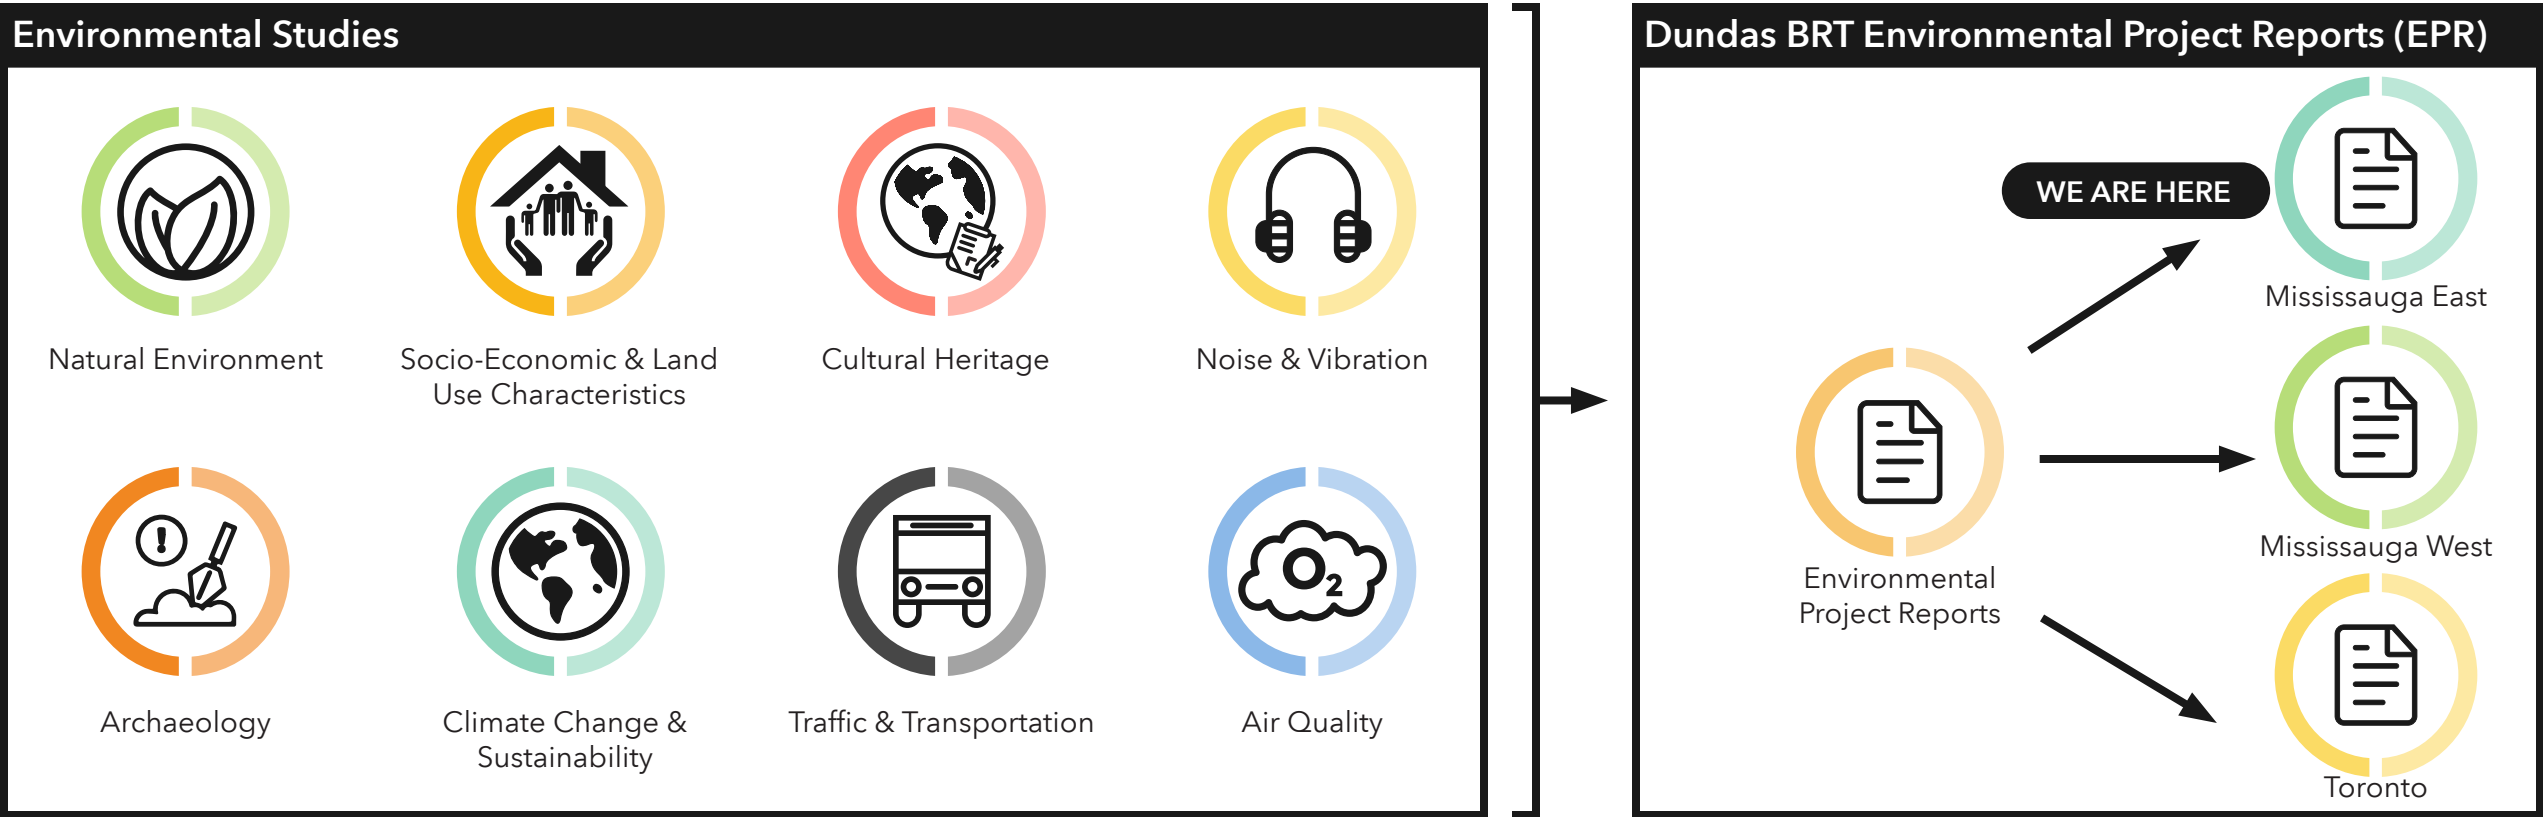 Environmental Studies
Natural Environment
Socio-Economic & Land
Use Characteristics
Cultural Heritage
Noise & Vibration
Archaeology
Climate Change &
Sustainability
Traffic & Transportation
O2
Air Quality
Dundas BRT Environmental Project Reports (EPR)
WE ARE HERE
Mississauga East
Environmental
Project Reports
Mississauga West
Toronto